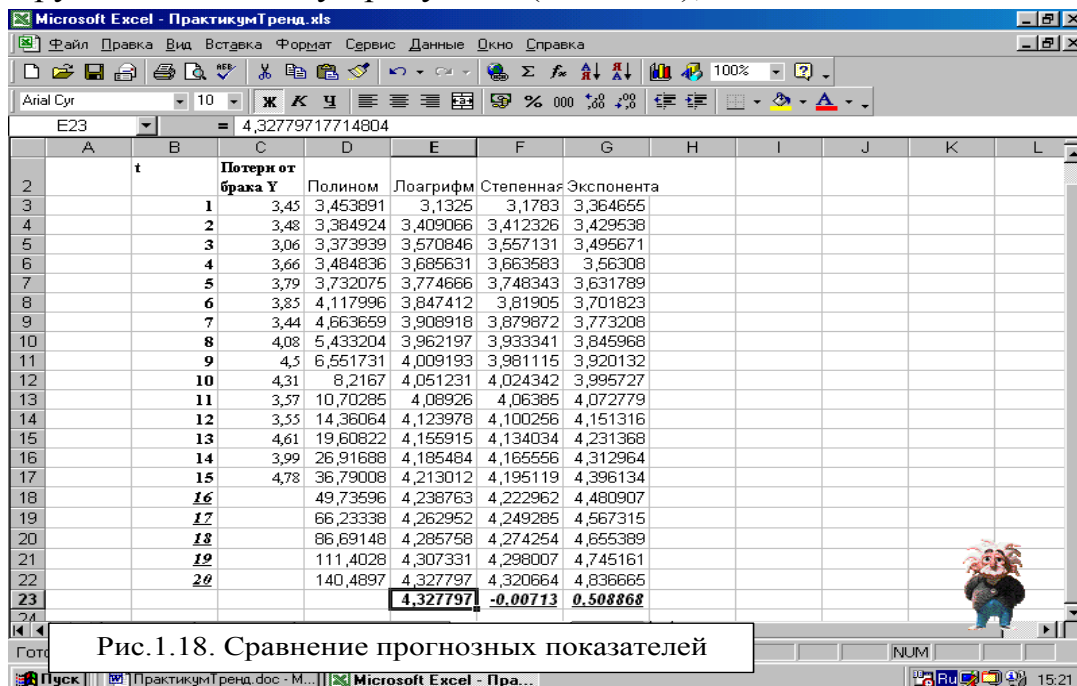 Microsoft Excel - ПрактикумТренд.xls
Файл Правка Вид Вставка Формат Сервис Данные Окно Справка
100%
Arial Cyr 10 Ж К Ч % 000
E23 = 4,32779717714804
A B C D E F G H I J K L
2 t Потери от брака Y Полином Лоагрифм Степенная Экспонента
3 1 3,45 3,453891 3,1325 3,1783 3,364655
4 2 3,48 3,384924 3,409066 3,412326 3,429538
5 3 3,06 3,373939 3,570846 3,557131 3,495671
6 4 3,66 3,484836 3,685631 3,663583 3,56308
7 5 3,79 3,732075 3,774666 3,748343 3,631789
8 6 3,85 4,117996 3,847412 3,81905 3,701823
9 7 3,44 4,663659 3,908918 3,879872 3,773208
10 8 4,08 5,433204 3,962197 3,933341 3,845968
11 9 4,5 6,551731 4,009193 3,981115 3,920132
12 10 4,31 8,2167 4,051231 4,024342 3,995727
13 11 3,57 10,70285 4,08926 4,06385 4,072779
14 12 3,55 14,36064 4,123978 4,100256 4,151316
15 13 4,61 19,60822 4,155915 4,134034 4,231368
16 14 3,99 26,91688 4,185484 4,165556 4,312964
17 15 4,78 36,79008 4,213012 4,195119 4,396134
18 16 49,73596 4,238763 4,222962 4,480907
19 17 66,23338 4,262952 4,249285 4,567315
20 18 86,69148 4,285758 4,274254 4,655389
21 19 111,4028 4,307331 4,298007 4,745161
22 20 140,4897 4,327797 4,320664 4,836665
23 4,327797 -0,00713 0,508868
24
Рис.1.18. Сравнение прогнозных показателей
NUM
Пуск ПрактикумТренд.doc - M... Microsoft Excel - Пра... Ru 15:21